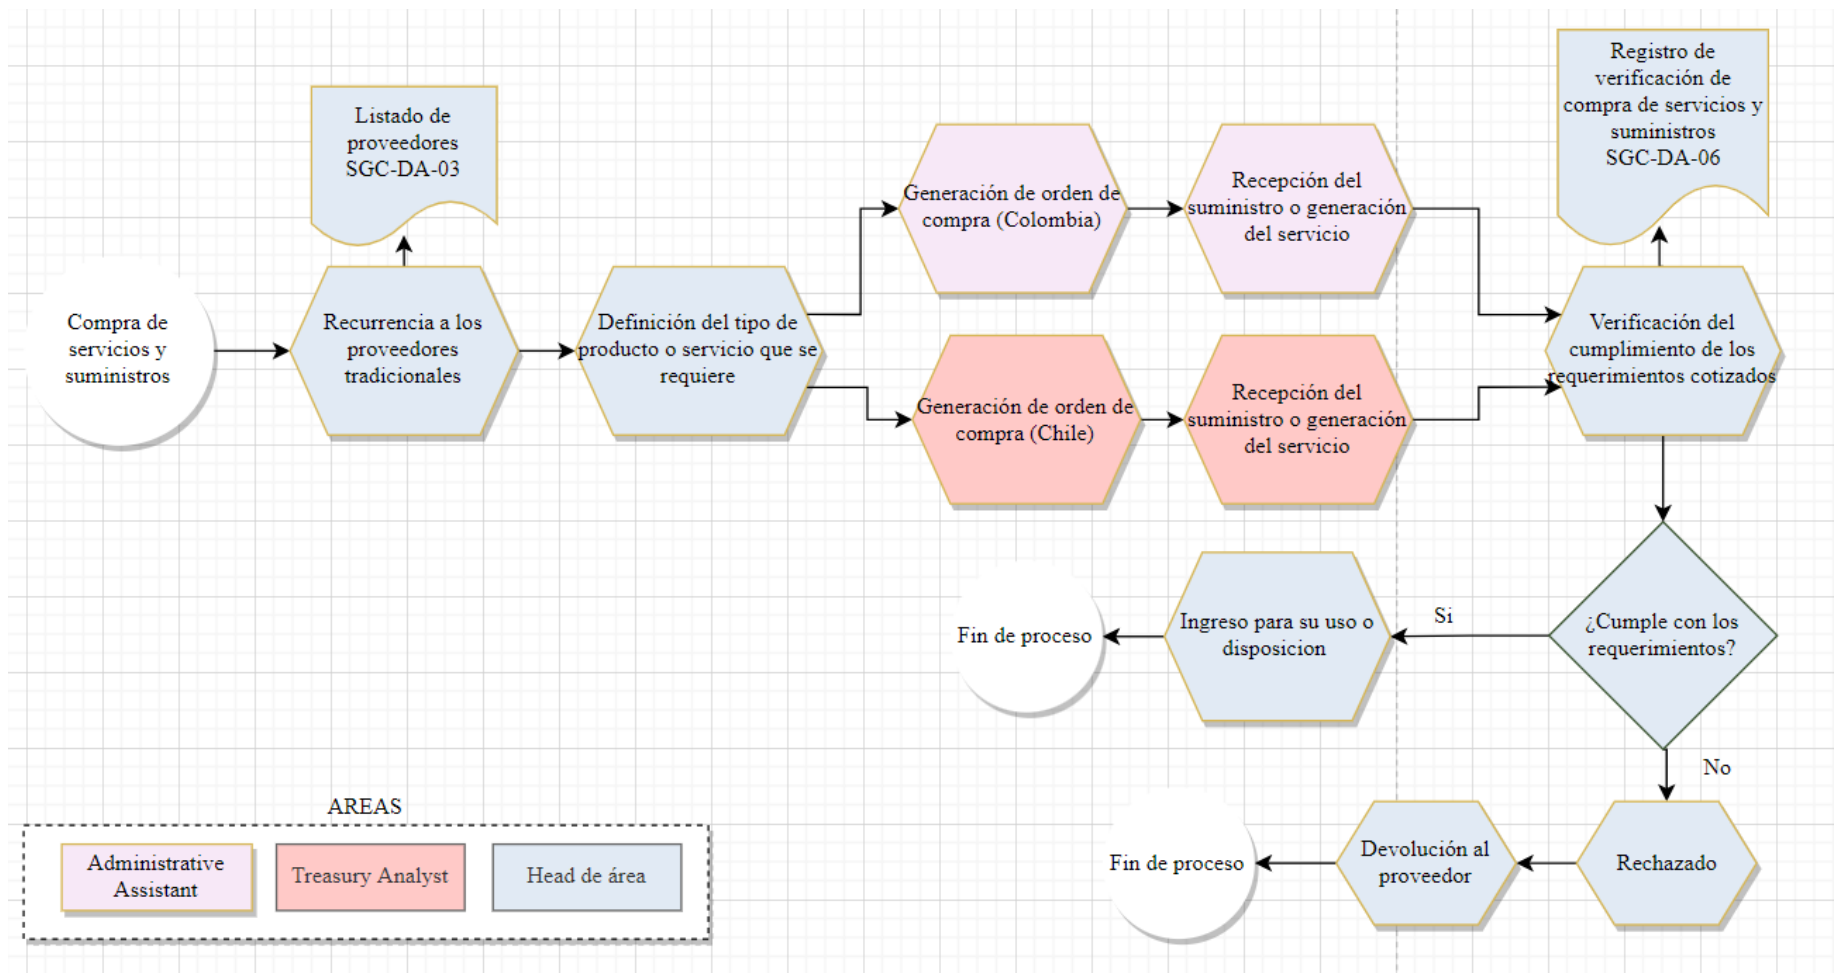 Compra de
servicios y
suministros
Listado de
proveedores
SGC-DA-03
Recurrencia a los
proveedores
tradicionales
Definición del tipo de
producto o servicio que se
requiere
Generación de orden de
compra (Colombia)
Recepción del
suministro o generación
del servicio
Generación de orden de
compra (Chile)
Recepción del
suministro o generación
del servicio
Registro de
verificación de
compra de servicios y
suministros
SGC-DA-06
Verificación del
cumplimiento de los
requerimientos cotizados
¿Cumple con los
requerimientos?
Si
Ingreso para su uso o
disposicion
Fin de proceso
No
Rechazado
Devolución al
proveedor
Fin de proceso
AREAS
Administrative
Assistant
Treasury Analyst
Head de área